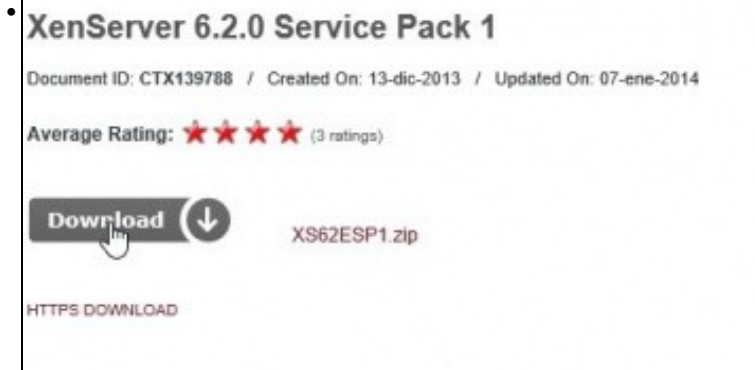 XenServer 6.2.0 Service Pack 1
Document ID: CTX139788 / Created On: 13-dic-2013 / Updated On: 07-ene-2014
Average Rating: (3 ratings)
Download XS62ESP1.zip
HTTPS DOWNLOAD